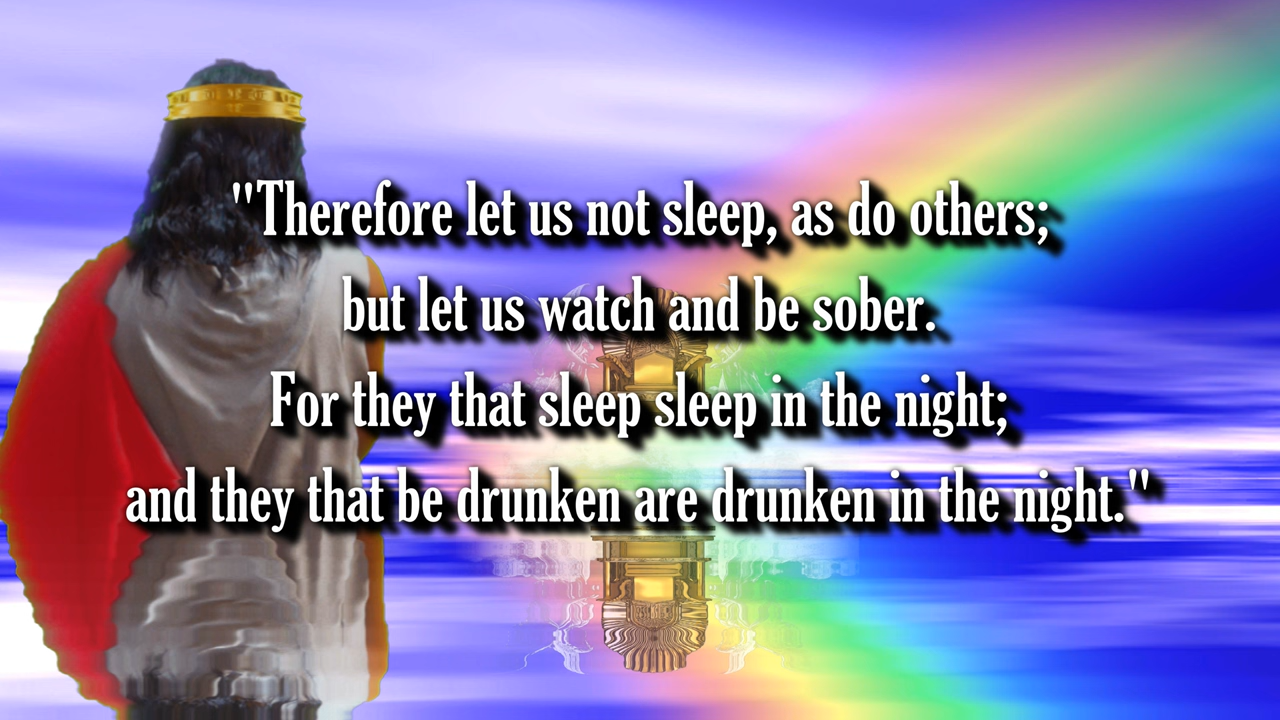 "Therefore let us not sleep, as do others;
but let us watch and be sober.
For they that sleep sleep in the night;
and they that be drunken are drunken in the night."